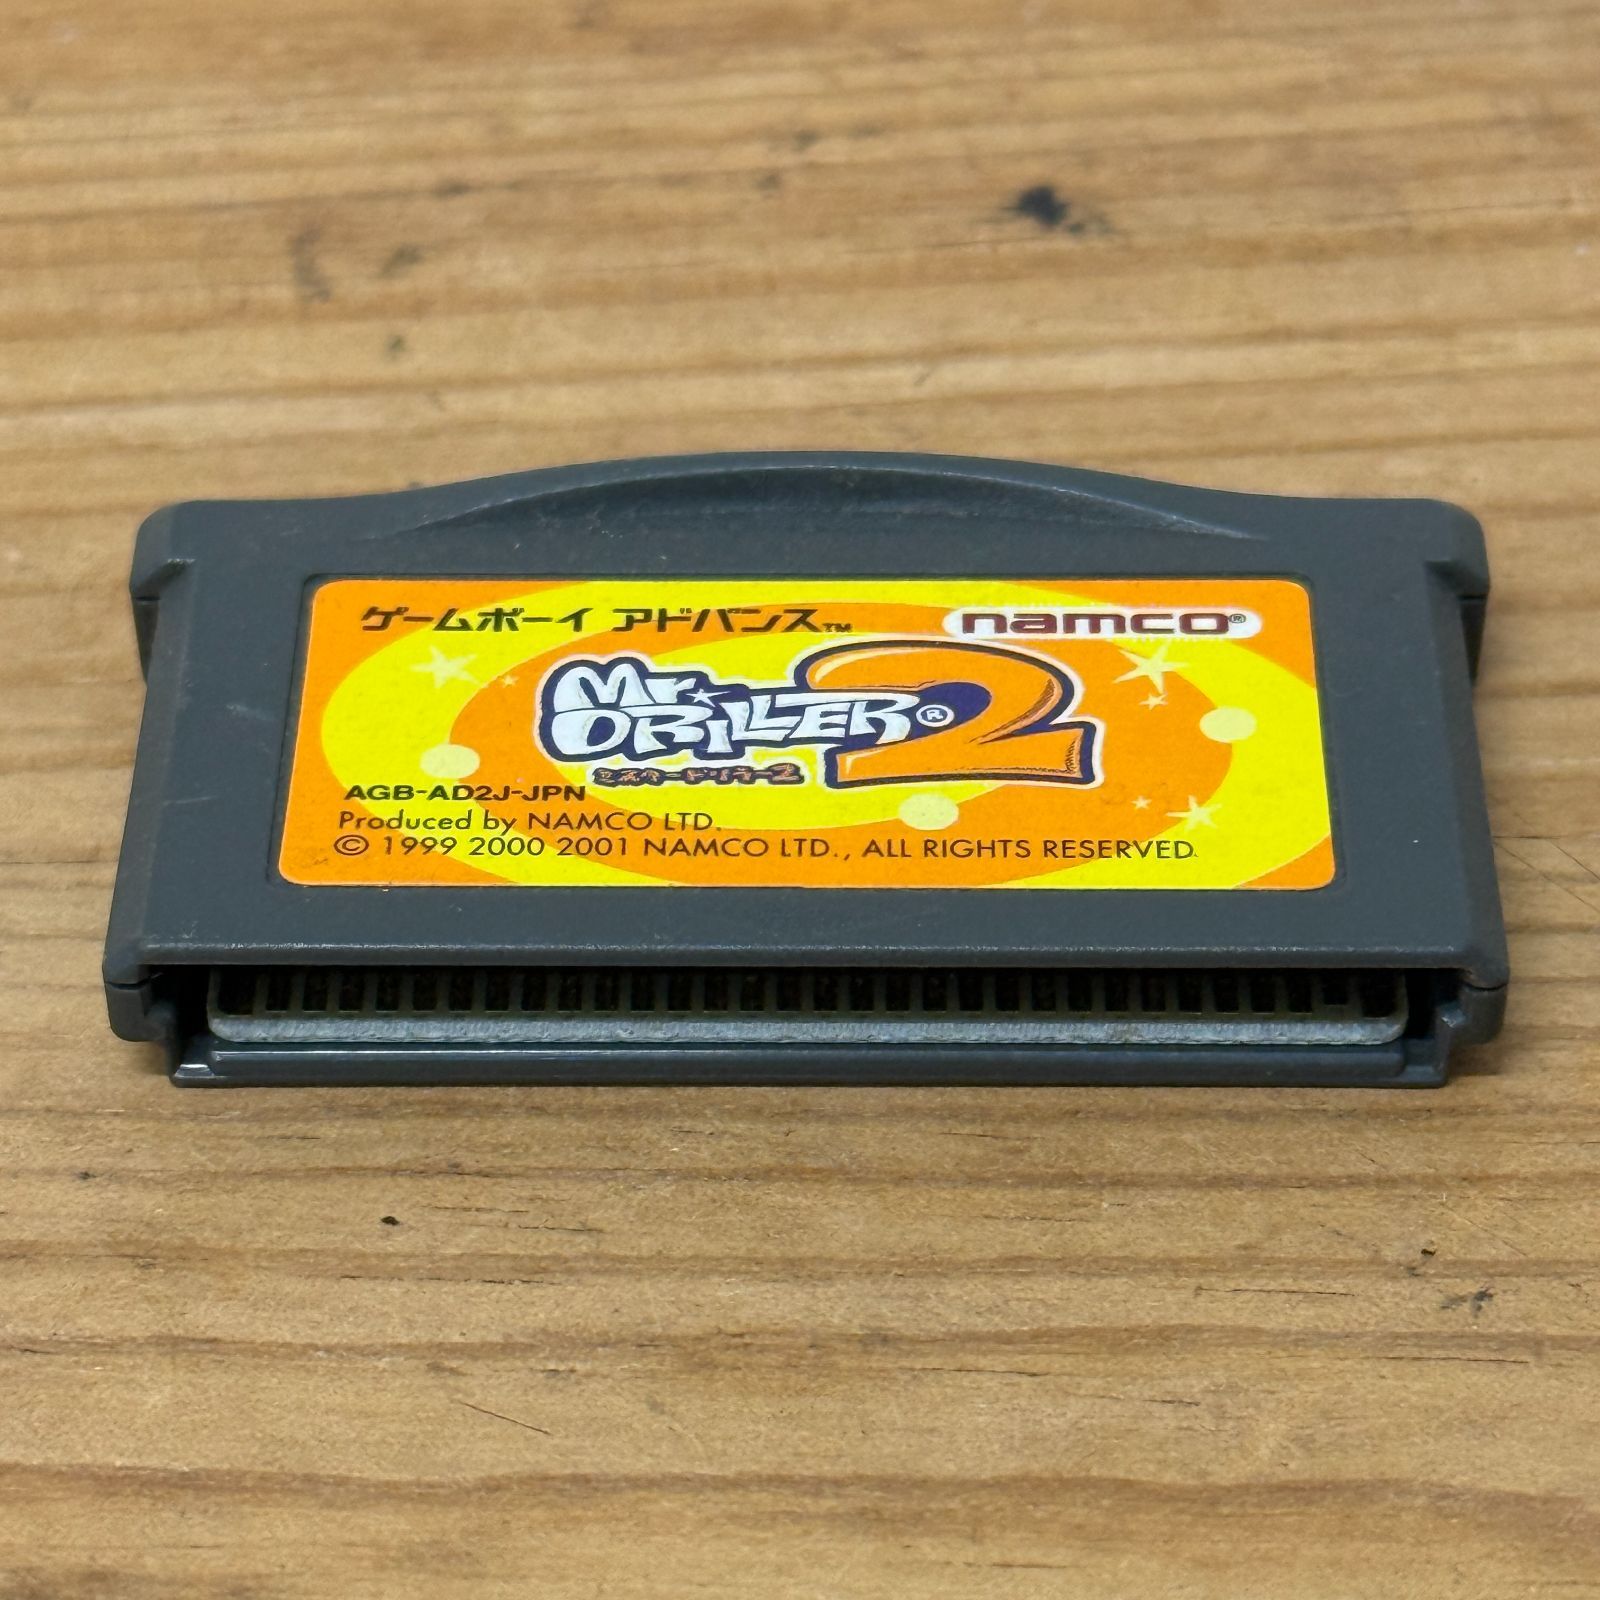 ゲームボーイ アドバンス™
namco®
Mr. DRILLER® 2
ミスタードリラー2
AGB-AD2J-JPN
Produced by NAMCO LTD.
© 1999 2000 2001 NAMCO LTD., ALL RIGHTS RESERVED.